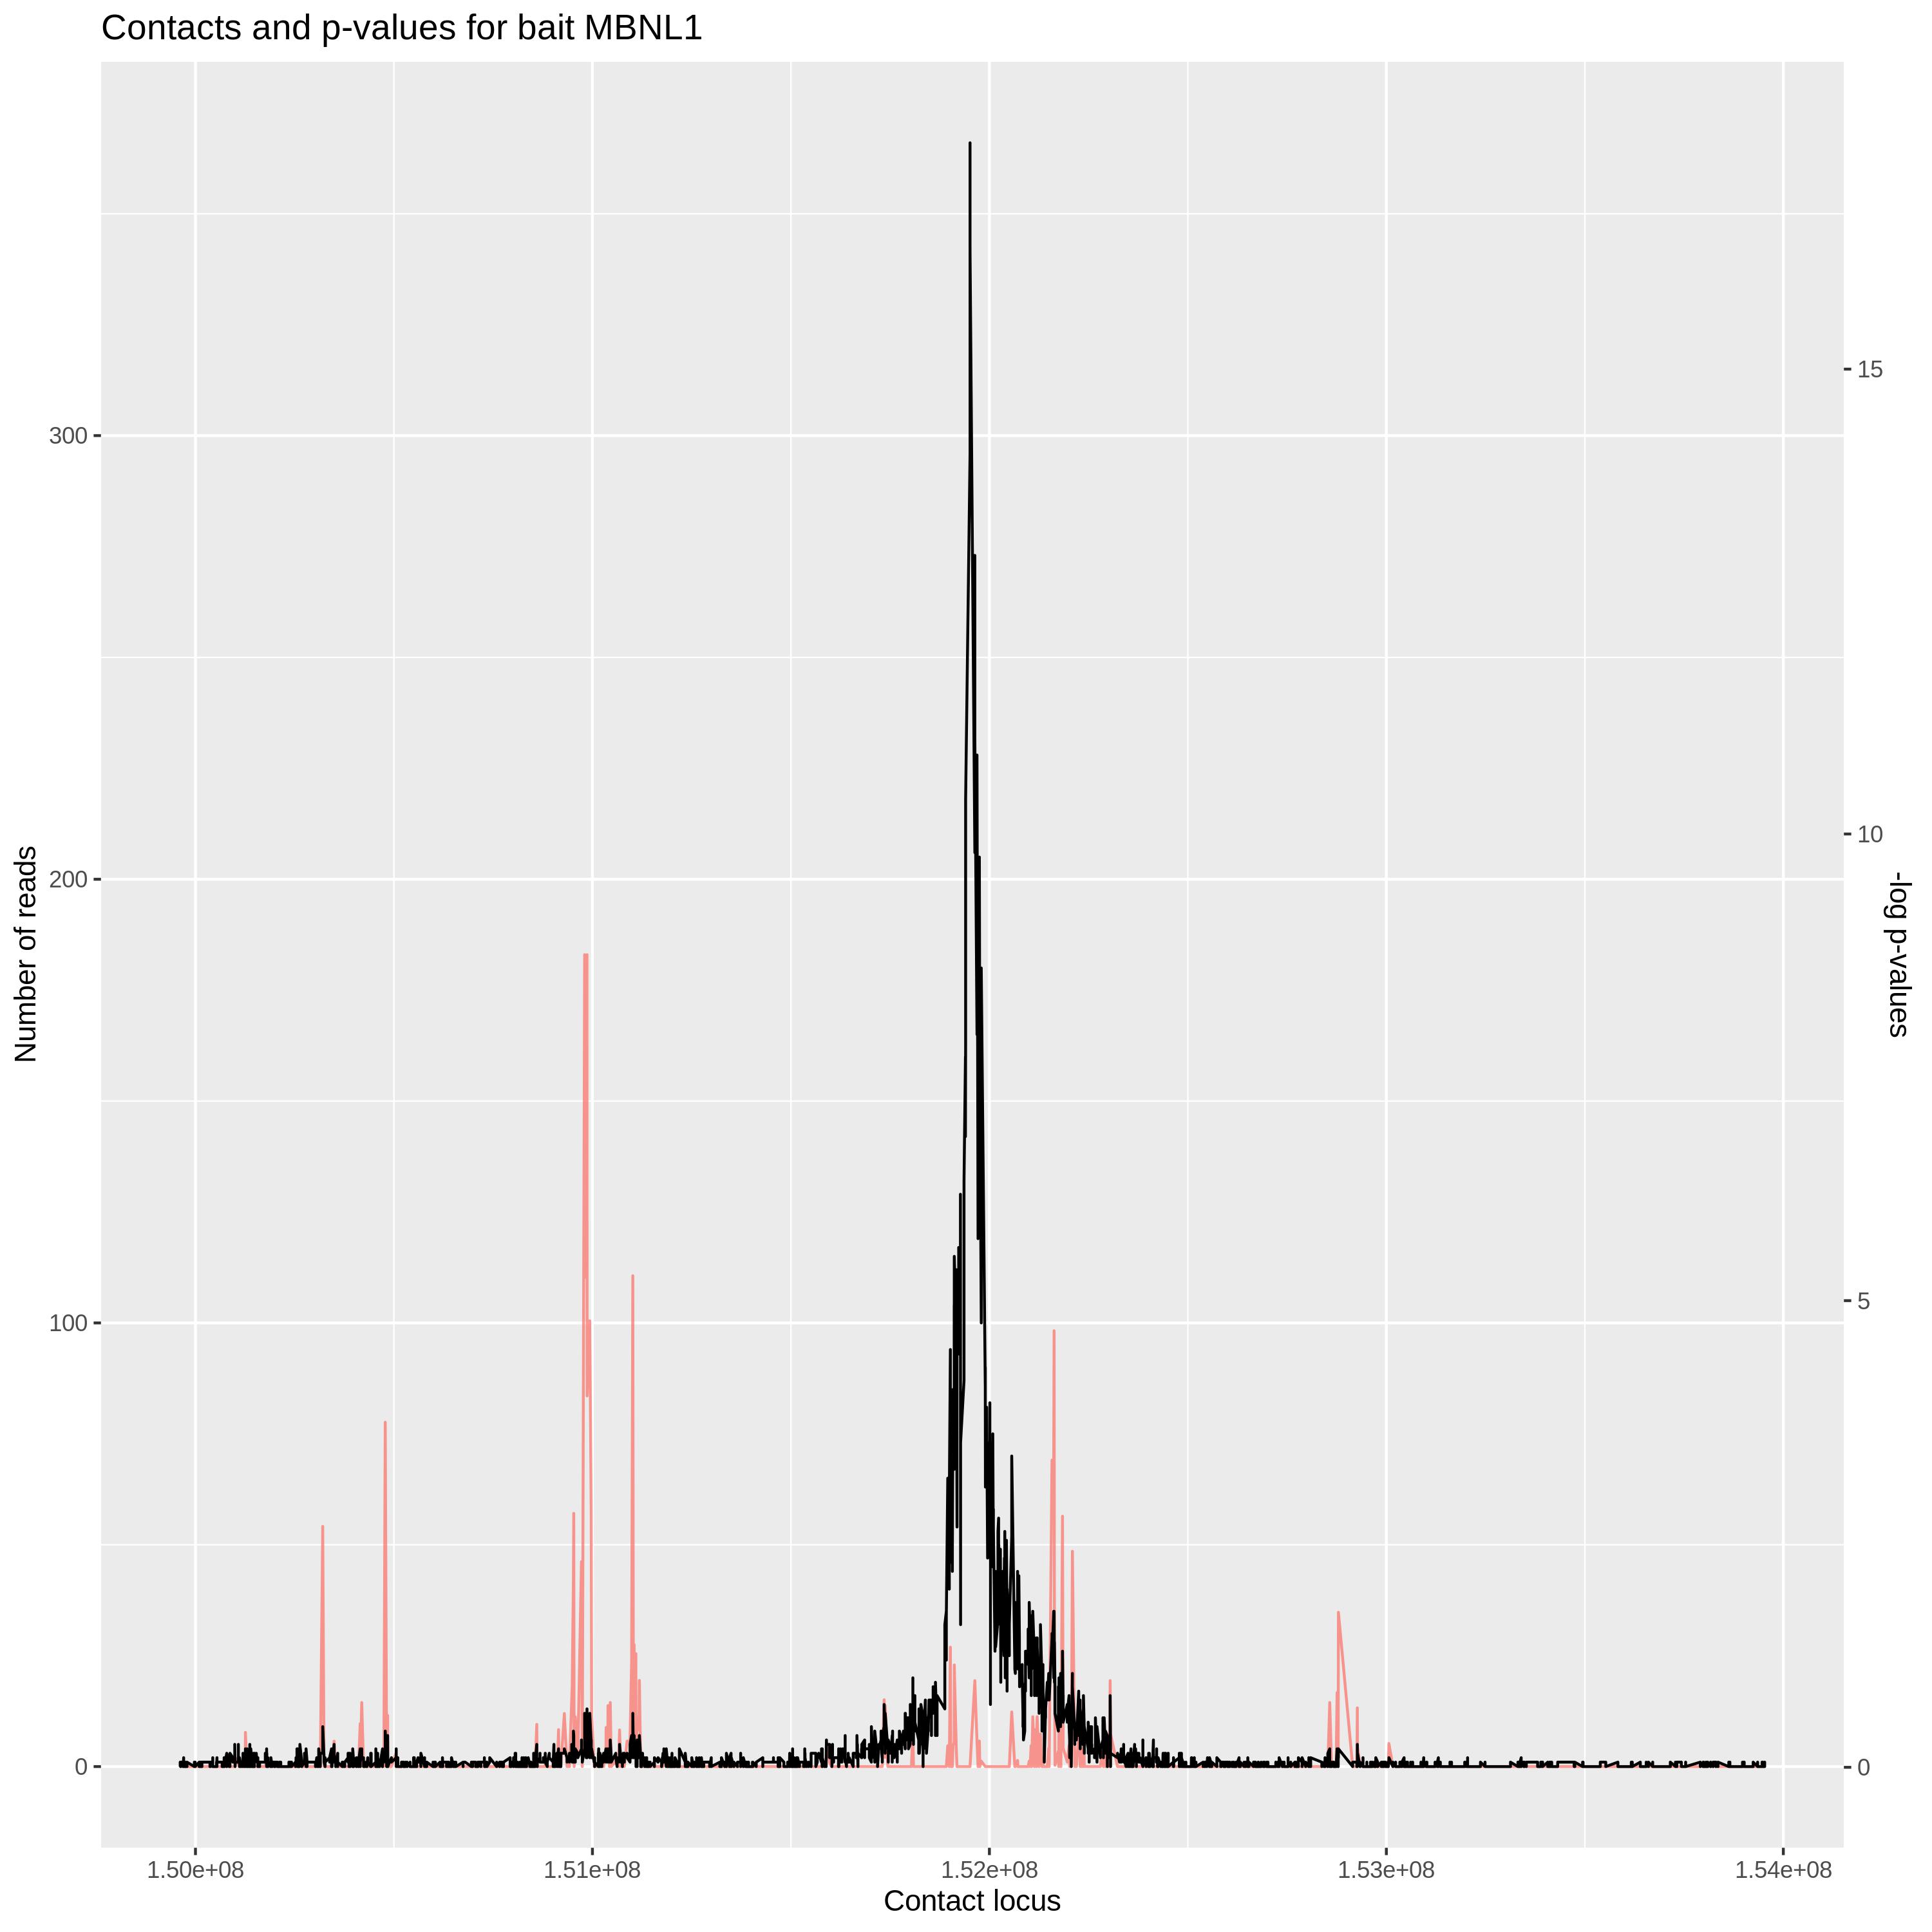 Contacts and p-values for bait MBNL1
300
200
100
0
Number of reads
15
10
5
0
-log p-values
1.50e+08 1.51e+08 1.52e+08 1.53e+08 1.54e+08
Contact locus